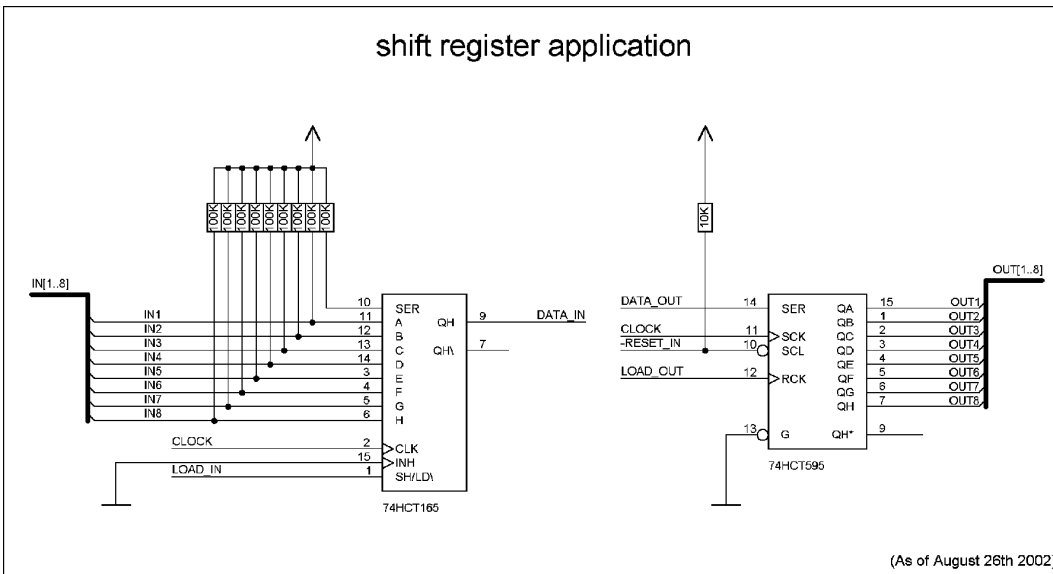 shift register application
100K 100K 100K 100K 100K 100K 100K 100K 100K
10K
IN[1..8]
OUT[1..8]
10 SER
IN1 11 A QH 9 DATA_IN
IN2 12 B
IN3 13 C QH\ 7
IN4 14 D
IN5 3 E
IN6 4 F
IN7 5 G
IN8 6 H
CLOCK 2 CLK
15 INH
LOAD_IN 1 SH/LD\
74HCT165
DATA_OUT 14 SER QA 15 OUT1
QB 1 OUT2
CLOCK 11 SCK QC 2 OUT3
-RESET_IN 10 SCL QD 3 OUT4
QE 4 OUT5
LOAD_OUT 12 RCK QF 5 OUT6
QG 6 OUT7
QH 7 OUT8
13 G QH* 9
74HCT595
(As of August 26th 2002)